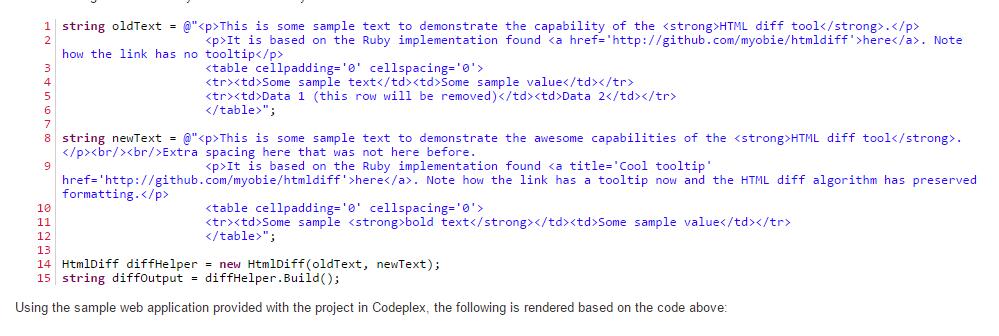 1 string oldText = @"<p>This is some sample text to demonstrate the capability of the <strong>HTML diff tool</strong>.</p>
2 <p>It is based on the Ruby implementation found <a href='http://github.com/myobie/htmldiff'>here</a>. Note
how the link has no tooltip</p>
3 <table cellpadding='0' cellspacing='0'>
4 <tr><td>Some sample text</td><td>Some sample value</td></tr>
5 <tr><td>Data 1 (this row will be removed)</td><td>Data 2</td></tr>
6 </table>";
7
8 string newText = @"<p>This is some sample text to demonstrate the awesome capabilities of the <strong>HTML diff tool</strong>.
</p><br/><br/>Extra spacing here that was not here before.
9 <p>It is based on the Ruby implementation found <a title='Cool tooltip'
href='http://github.com/myobie/htmldiff'>here</a>. Note how the link has a tooltip now and the HTML diff algorithm has preserved
formatting.</p>
10 <table cellpadding='0' cellspacing='0'>
11 <tr><td>Some sample <strong>bold text</strong></td><td>Some sample value</td></tr>
12 </table>";
13
14 HtmlDiff diffHelper = new HtmlDiff(oldText, newText);
15 string diffOutput = diffHelper.Build();
Using the sample web application provided with the project in Codeplex, the following is rendered based on the code above: